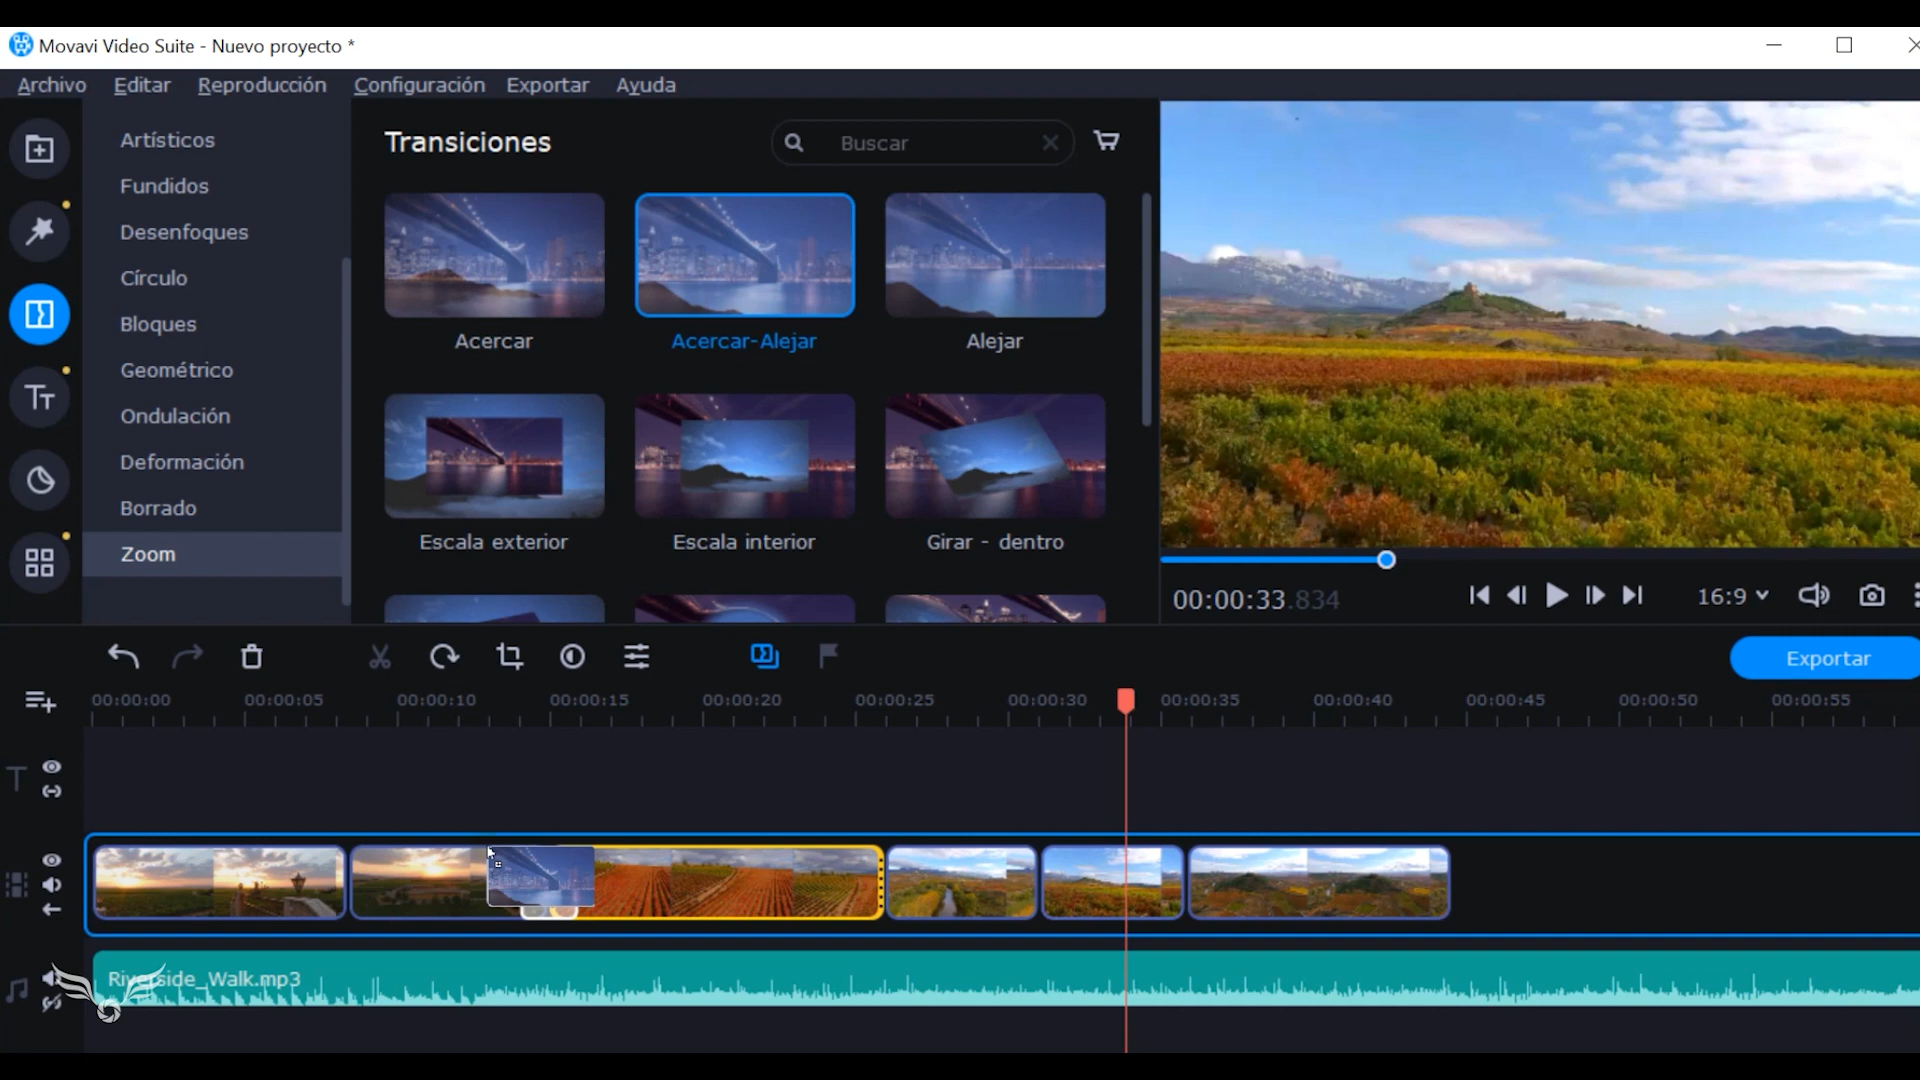 Movavi Video Suite - Nuevo proyecto *
Archivo Editar Reproducción Configuración Exportar Ayuda
Artísticos
Fundidos
Desenfoques
Círculo
Bloques
Geométrico
Ondulación
Deformación
Borrado
Zoom
Transiciones
Buscar
Acercar
Acercar-Alejar
Alejar
Escala exterior
Escala interior
Girar - dentro
00:00:33.834
16:9
Exportar
00:00:00 00:00:05 00:00:10 00:00:15 00:00:20 00:00:25 00:00:30 00:00:35 00:00:40 00:00:45 00:00:50 00:00:55
Riverside_Walk.mp3